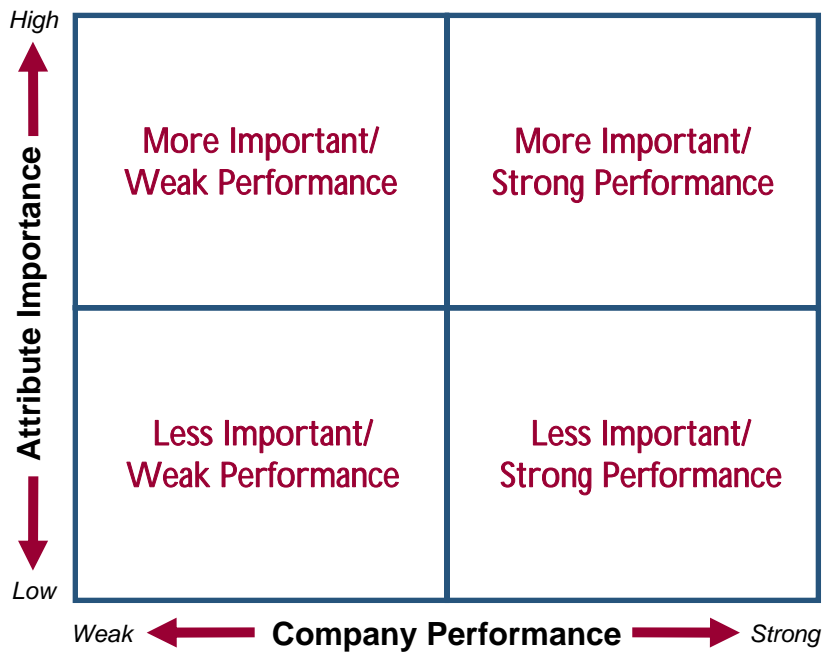 High
Attribute Importance
Low
More Important/
Weak Performance
More Important/
Strong Performance
Less Important/
Weak Performance
Less Important/
Strong Performance
Weak
Company Performance
Strong